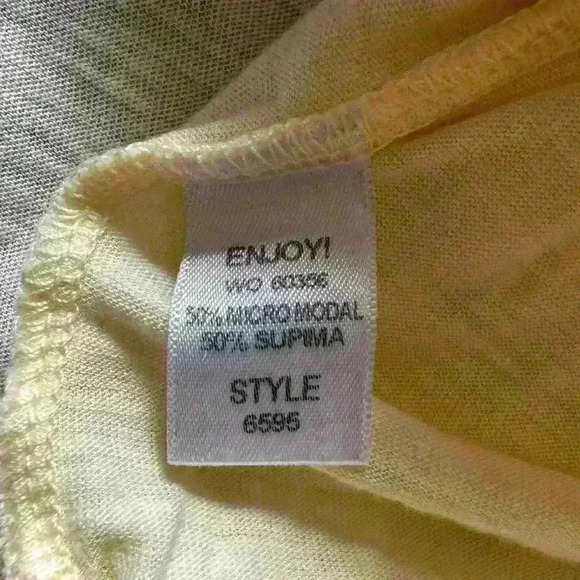 ENJOY!
WO 60356
50% MICRO MODAL
50% SUPIMA
STYLE
6595